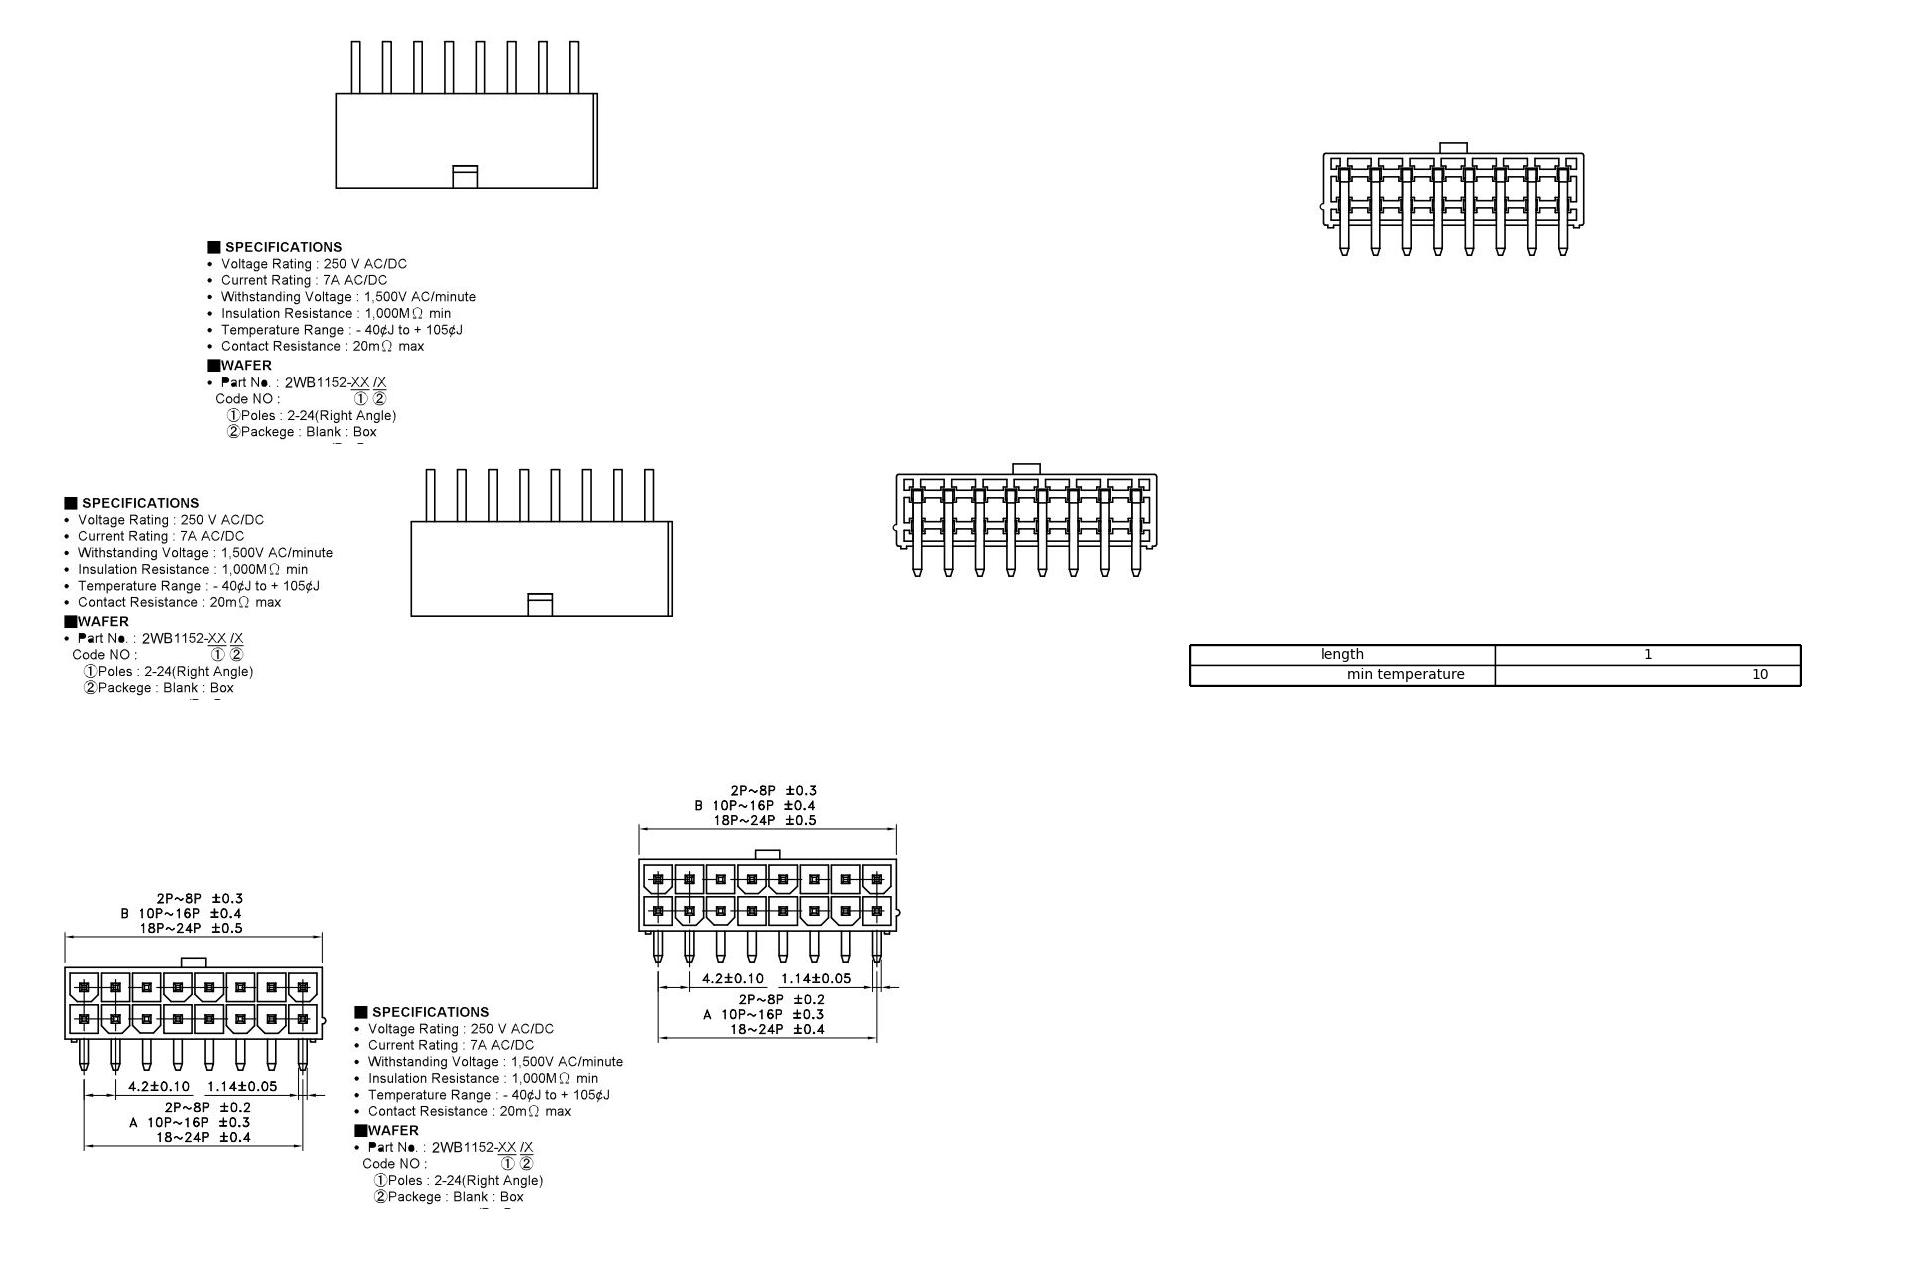 ■ SPECIFICATIONS
• Voltage Rating : 250 V AC/DC
• Current Rating : 7A AC/DC
• Withstanding Voltage : 1,500V AC/minute
• Insulation Resistance : 1,000MΩ min
• Temperature Range : - 40¢J to + 105¢J
• Contact Resistance : 20mΩ max
■WAFER
• Part No. : 2WB1152-XX /X
Code NO : ① ②
①Poles : 2-24(Right Angle)
②Packege : Blank : Box
■ SPECIFICATIONS
• Voltage Rating : 250 V AC/DC
• Current Rating : 7A AC/DC
• Withstanding Voltage : 1,500V AC/minute
• Insulation Resistance : 1,000MΩ min
• Temperature Range : - 40¢J to + 105¢J
• Contact Resistance : 20mΩ max
■WAFER
• Part No. : 2WB1152-XX /X
Code NO : ① ②
①Poles : 2-24(Right Angle)
②Packege : Blank : Box
length 1
min temperature 10
2P~8P ±0.3
B 10P~16P ±0.4
18P~24P ±0.5
4.2±0.10 1.14±0.05
2P~8P ±0.2
A 10P~16P ±0.3
18~24P ±0.4
2P~8P ±0.3
B 10P~16P ±0.4
18P~24P ±0.5
4.2±0.10 1.14±0.05
2P~8P ±0.2
A 10P~16P ±0.3
18~24P ±0.4
■ SPECIFICATIONS
• Voltage Rating : 250 V AC/DC
• Current Rating : 7A AC/DC
• Withstanding Voltage : 1,500V AC/minute
• Insulation Resistance : 1,000MΩ min
• Temperature Range : - 40¢J to + 105¢J
• Contact Resistance : 20mΩ max
■WAFER
• Part No. : 2WB1152-XX /X
Code NO : ① ②
①Poles : 2-24(Right Angle)
②Packege : Blank : Box